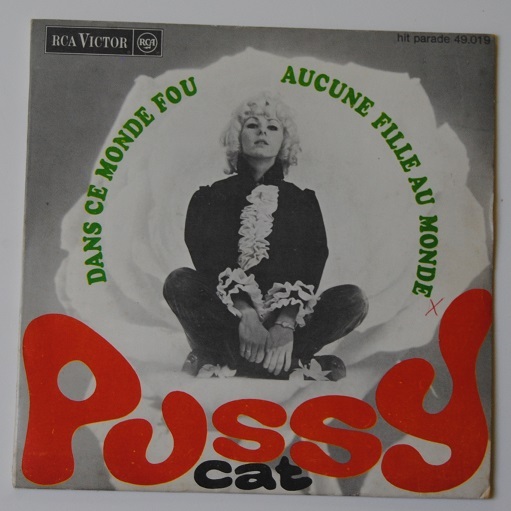 RCA VICTOR RCA
hit parade 49.019
DANS CE MONDE FOU
AUCUNE FILLE AU MONDE
PUSSY
cat